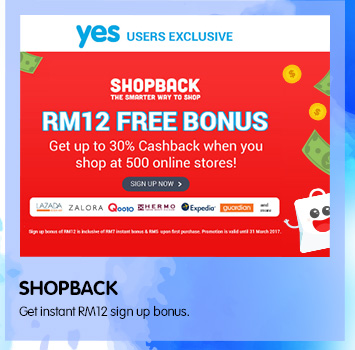 yes USERS EXCLUSIVE
SHOPBACK
THE SMARTER WAY TO SHOP
RM12 FREE BONUS
Get up to 30% Cashback when you
shop at 500 online stores!
SIGN UP NOW >
LAZADA ZALORA Qoo10 HERMO Expedia guardian and more
Sign up bonus of RM12 is inclusive of RM7 instant bonus & RM5 upon first purchase. Promotion is valid until 31 March 2017.
SHOPBACK
Get instant RM12 sign up bonus.